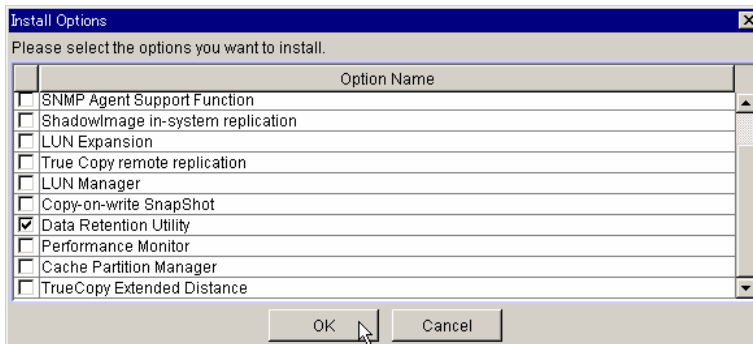 Install Options
Please select the options you want to install.
Option Name
SNMP Agent Support Function
ShadowImage in-system replication
LUN Expansion
True Copy remote replication
LUN Manager
Copy-on-write SnapShot
Data Retention Utility
Performance Monitor
Cache Partition Manager
TrueCopy Extended Distance
OK Cancel